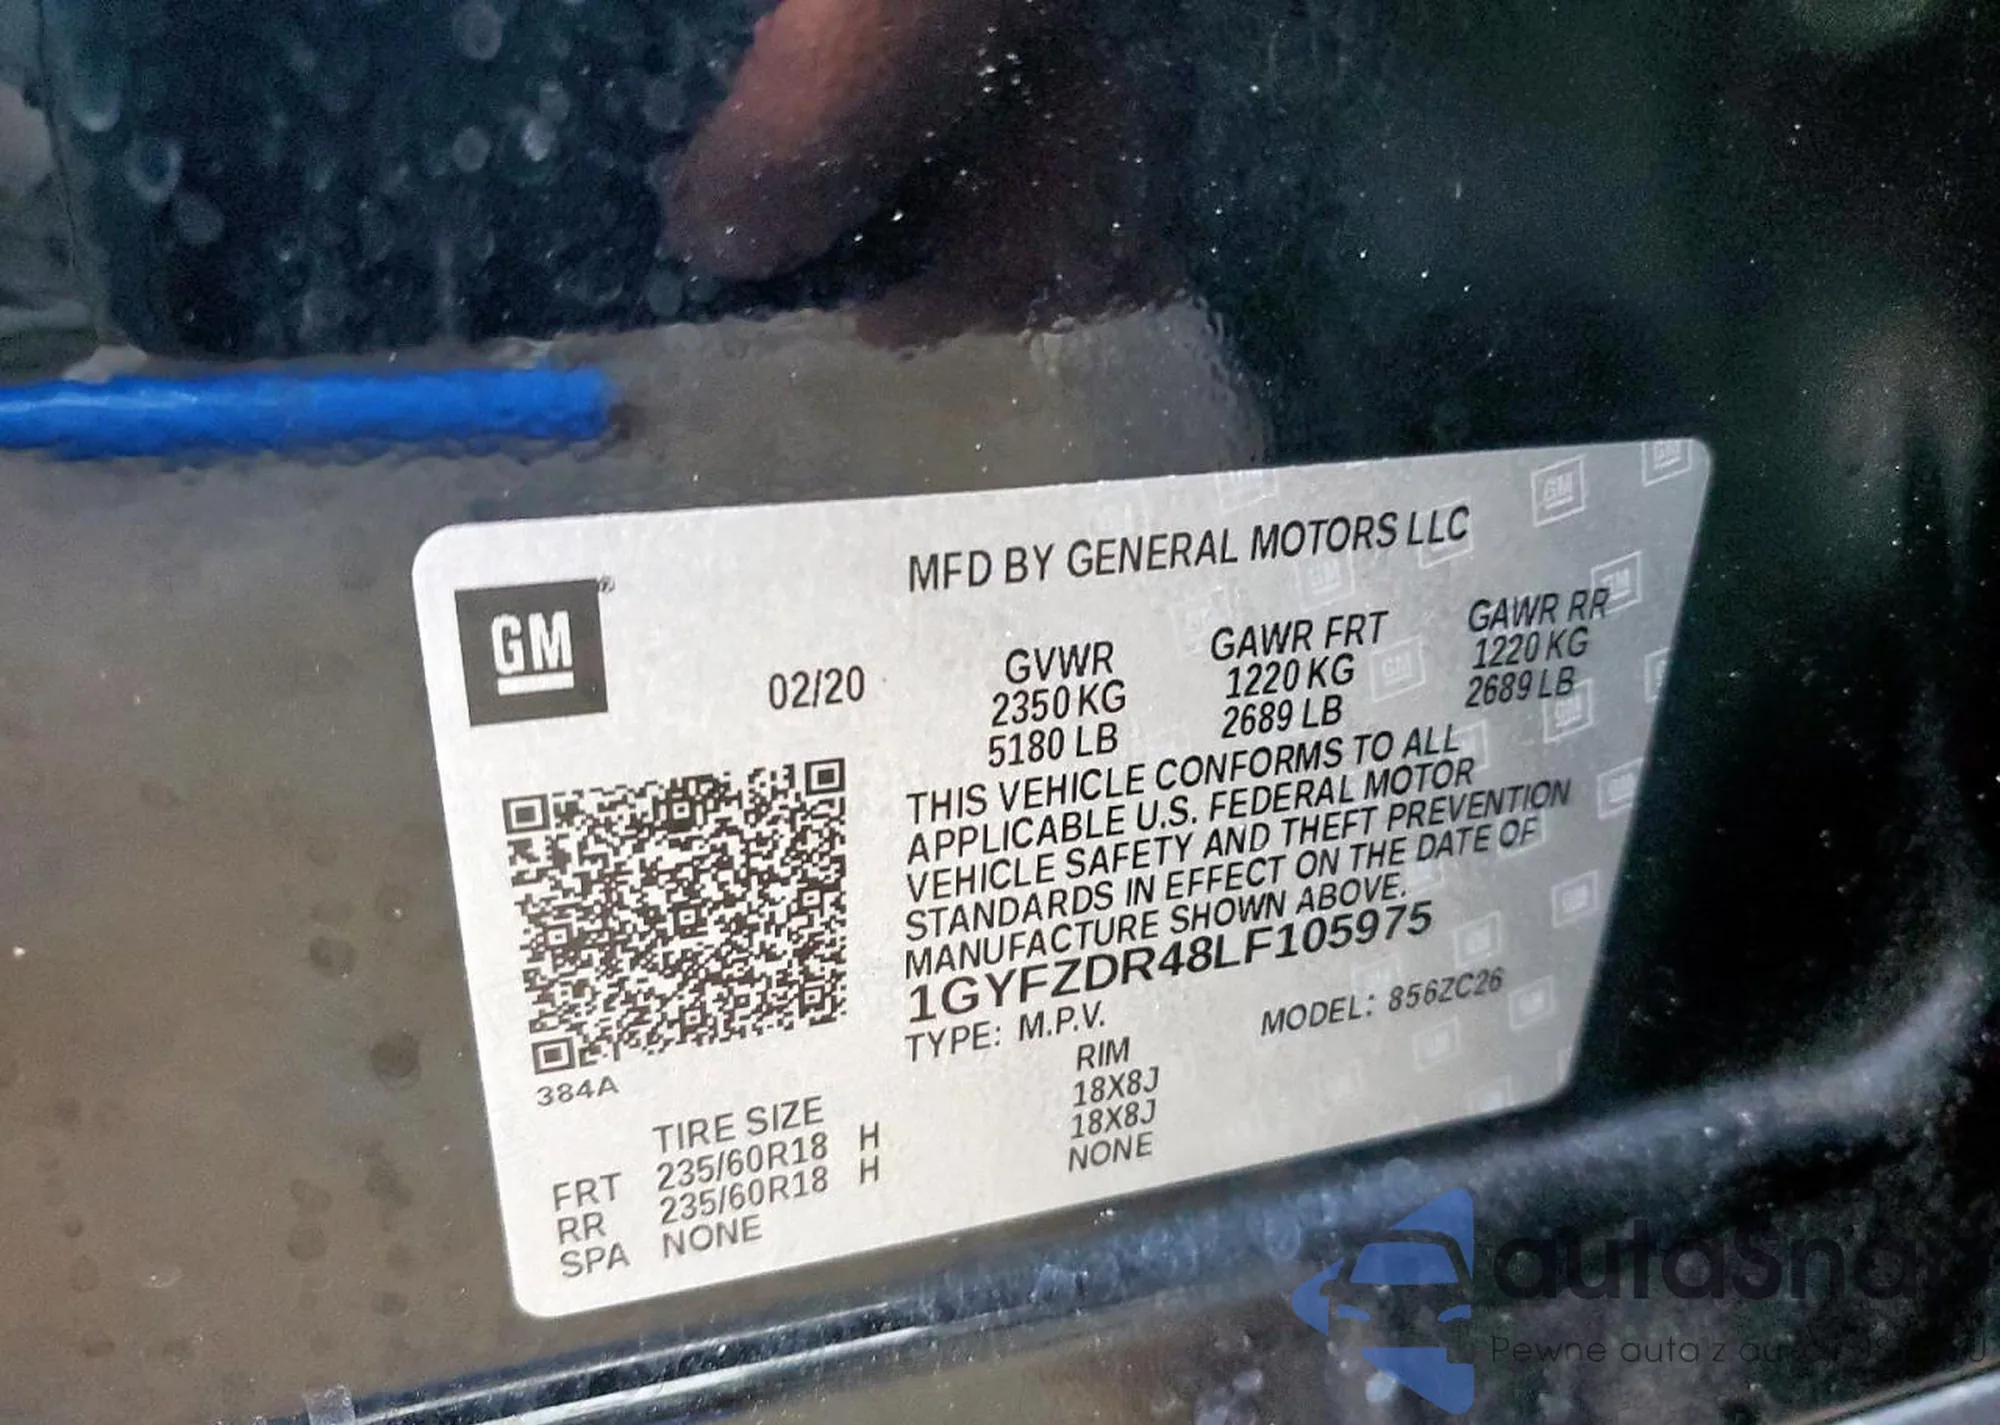 MFD BY GENERAL MOTORS LLC
GM ®
02/20
GVWR GAWR FRT GAWR RR
2350 KG 1220 KG 1220 KG
5180 LB 2689 LB 2689 LB
THIS VEHICLE CONFORMS TO ALL
APPLICABLE U.S. FEDERAL MOTOR
VEHICLE SAFETY AND THEFT PREVENTION
STANDARDS IN EFFECT ON THE DATE OF
MANUFACTURE SHOWN ABOVE.
1GYFZDR48LF105975
TYPE: M.P.V. MODEL: 856ZC26
384A
TIRE SIZE RIM
FRT 235/60R18 H 18X8J
RR 235/60R18 H 18X8J
SPA NONE NONE
Pewne auta z